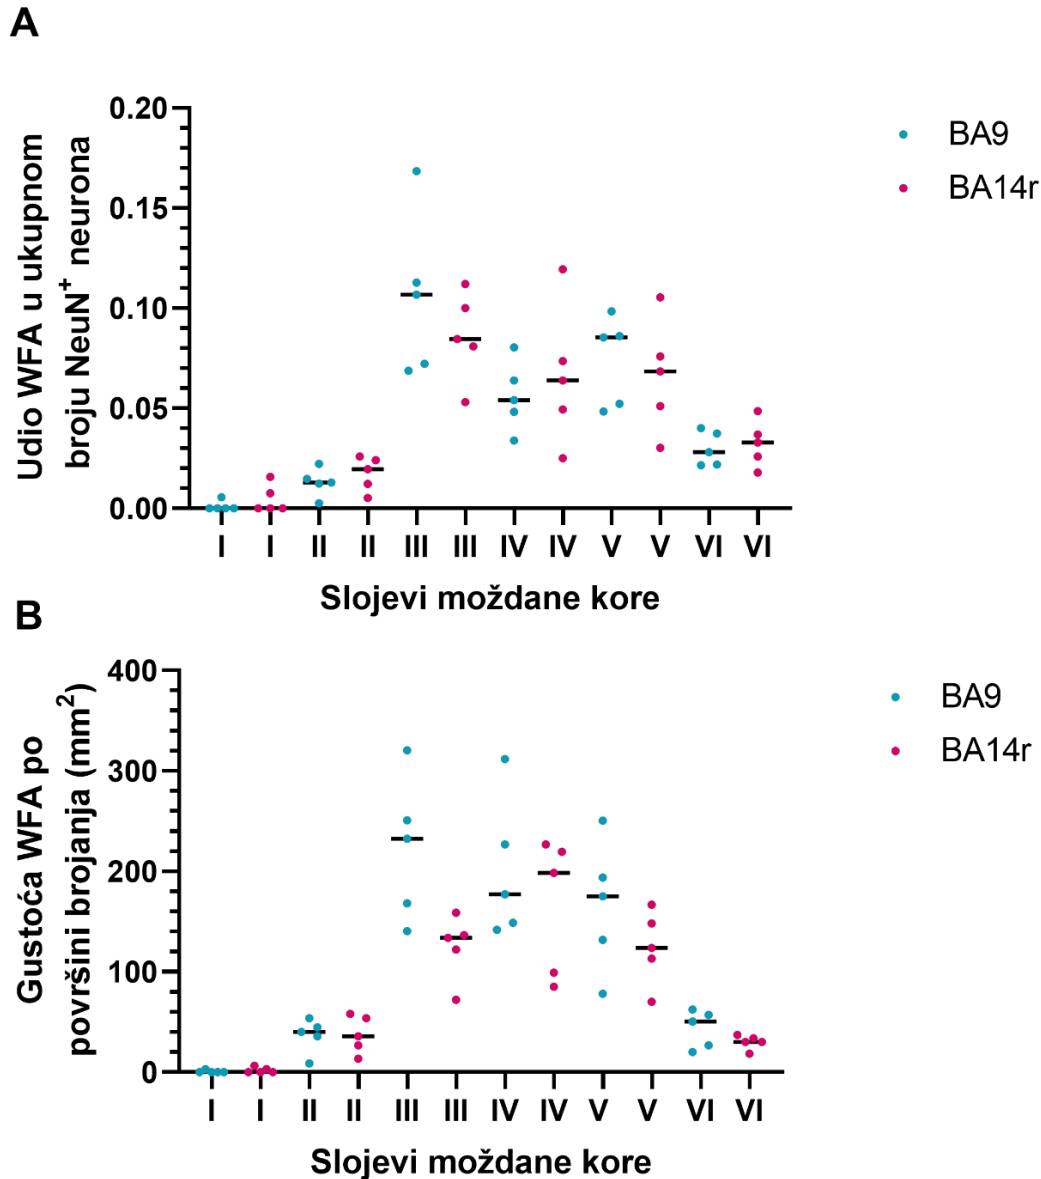 A
Udio WFA u ukupnom
broju NeuN⁺ neurona
0.20
0.15
0.10
0.05
0.00
I I II II III III IV IV V V VI VI
Slojevi moždane kore
BA9
BA14r
B
Gustoća WFA po
površini brojanja (mm²)
400
300
200
100
0
I I II II III III IV IV V V VI VI
Slojevi moždane kore
BA9
BA14r